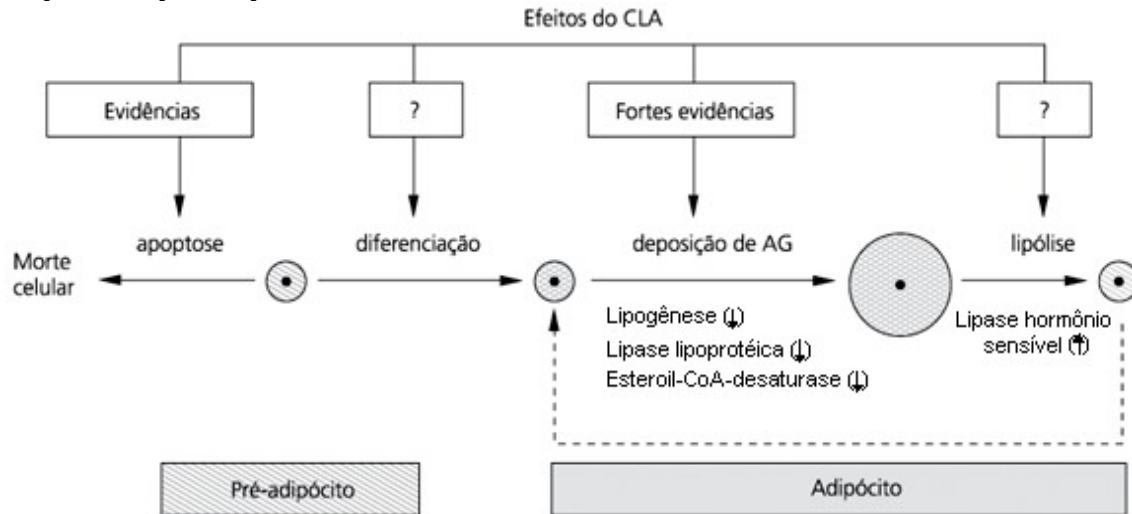 Efeitos do CLA
Evidências
?
Fortes evidências
?
apoptose
diferenciação
deposição de AG
lipólise
Morte
celular
Lipogênese (↓)
Lipase lipoprotéica (↓)
Esteroil-CoA-desaturase (↓)
Lipase hormônio
sensível (↑)
Pré-adipócito
Adipócito